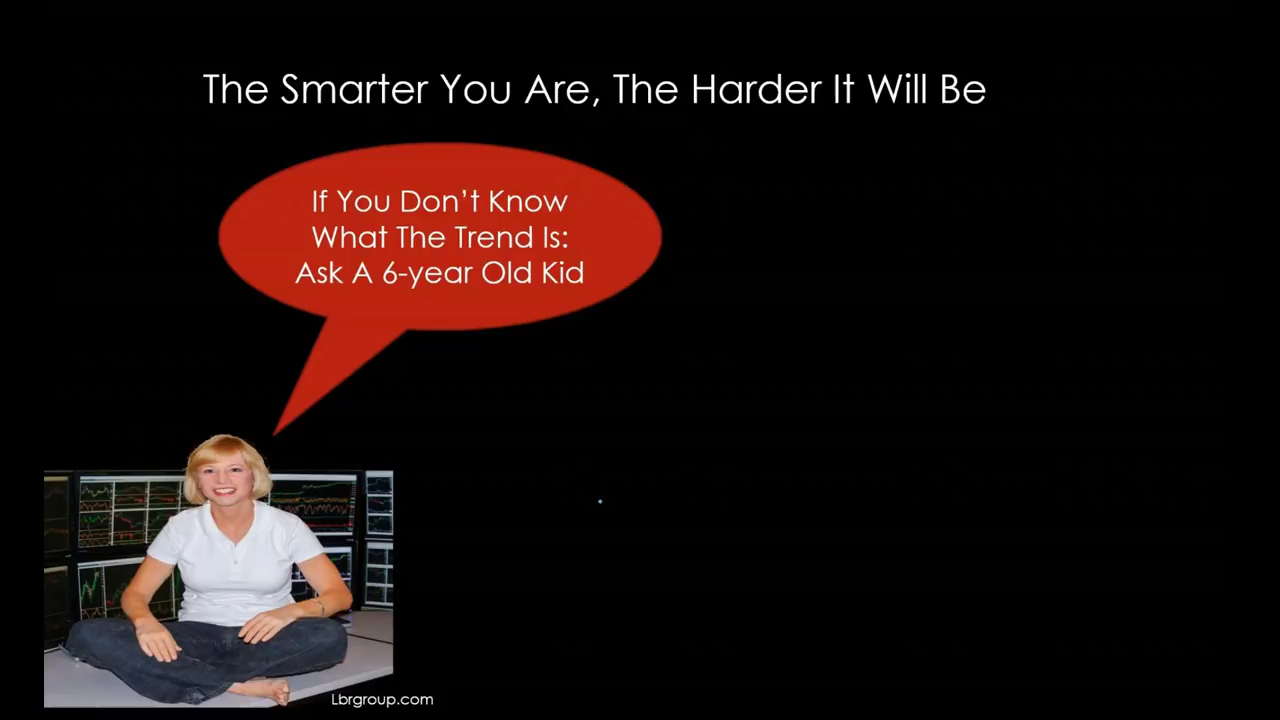 The Smarter You Are, The Harder It Will Be
If You Don’t Know
What The Trend Is:
Ask A 6-year Old Kid
Lbrgroup.com